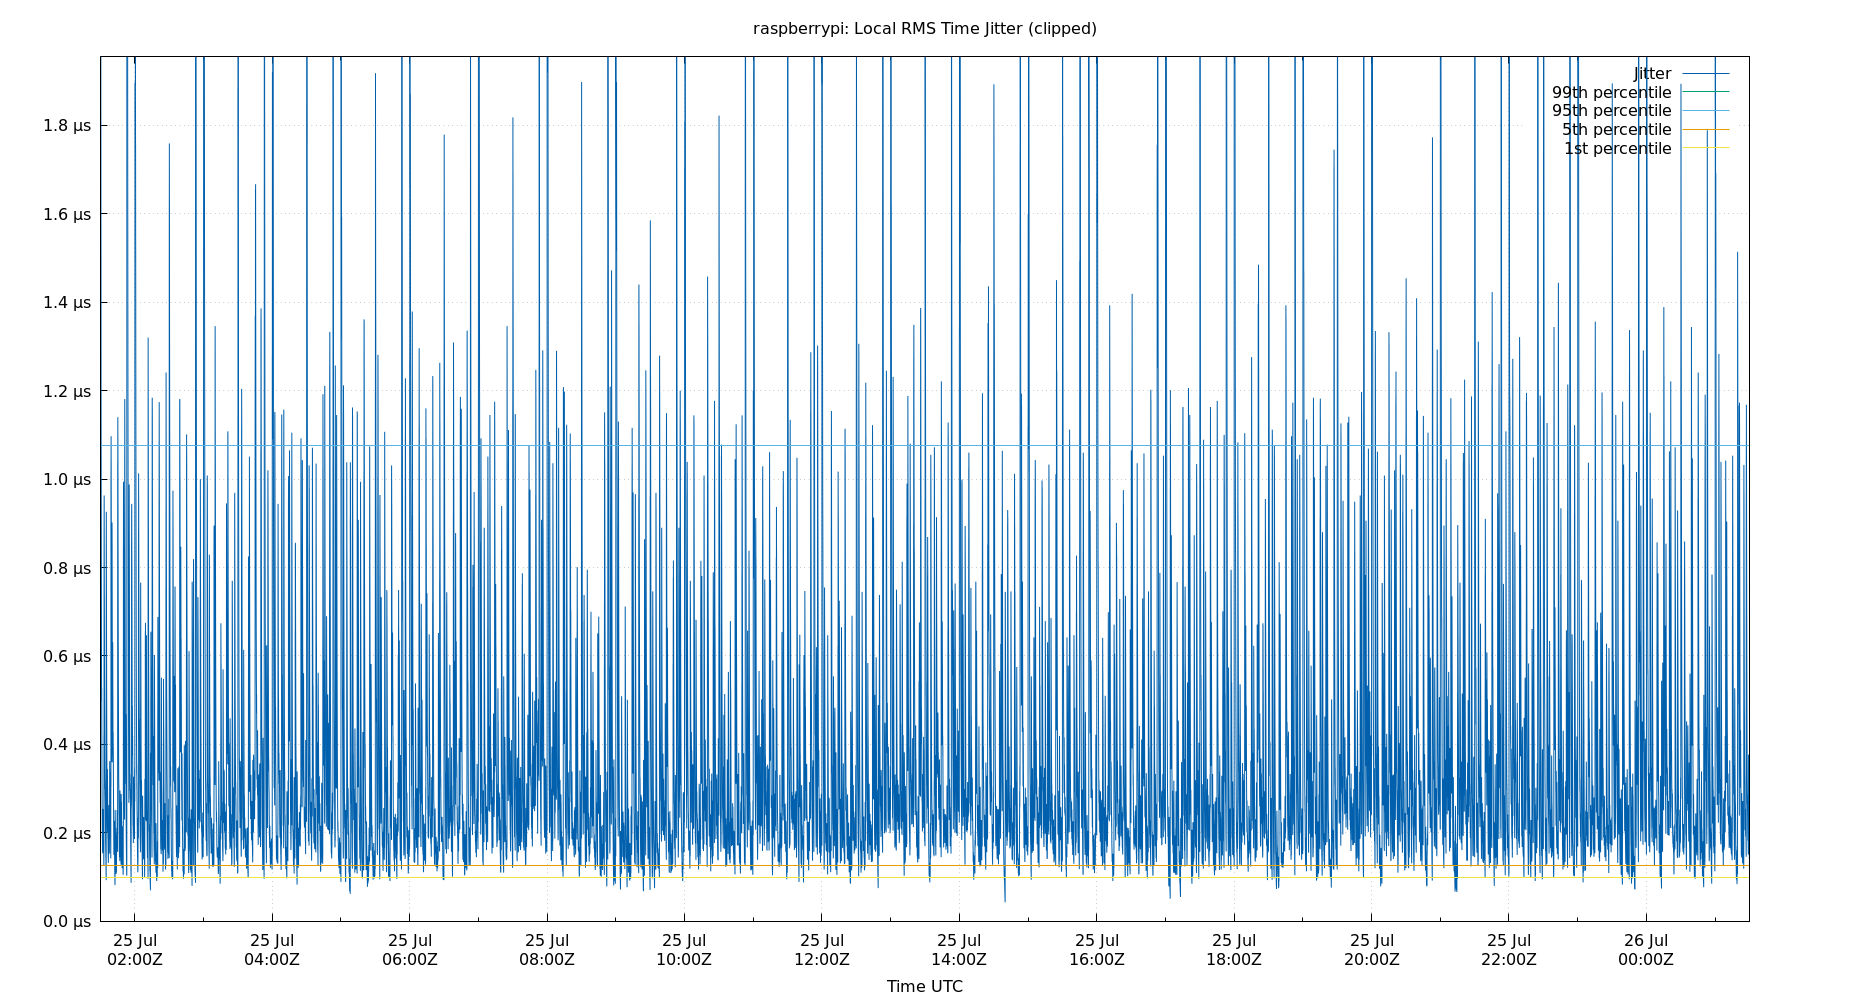 raspberrypi: Local RMS Time Jitter (clipped)
Jitter
99th percentile
95th percentile
5th percentile
1st percentile
1.8 µs
1.6 µs
1.4 µs
1.2 µs
1.0 µs
0.8 µs
0.6 µs
0.4 µs
0.2 µs
0.0 µs
25 Jul 25 Jul 25 Jul 25 Jul 25 Jul 25 Jul 25 Jul 25 Jul 25 Jul 25 Jul 25 Jul 26 Jul
02:00Z 04:00Z 06:00Z 08:00Z 10:00Z 12:00Z 14:00Z 16:00Z 18:00Z 20:00Z 22:00Z 00:00Z
Time UTC